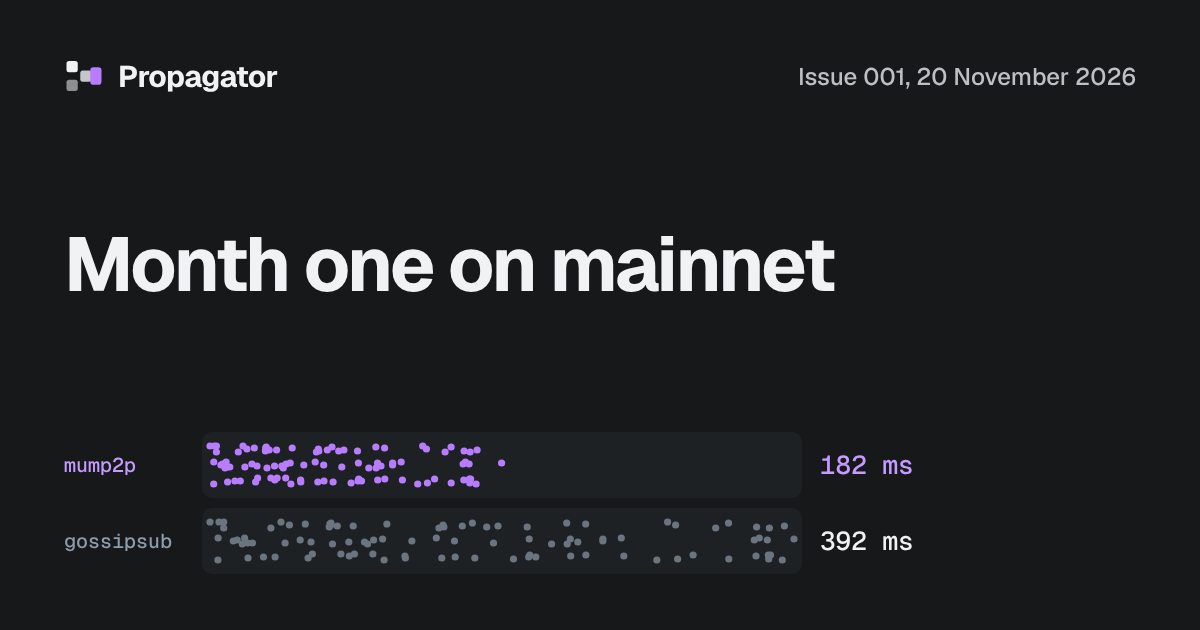 Propagator
Issue 001, 20 November 2026
Month one on mainnet
mump2p
182 ms
gossipsub
392 ms